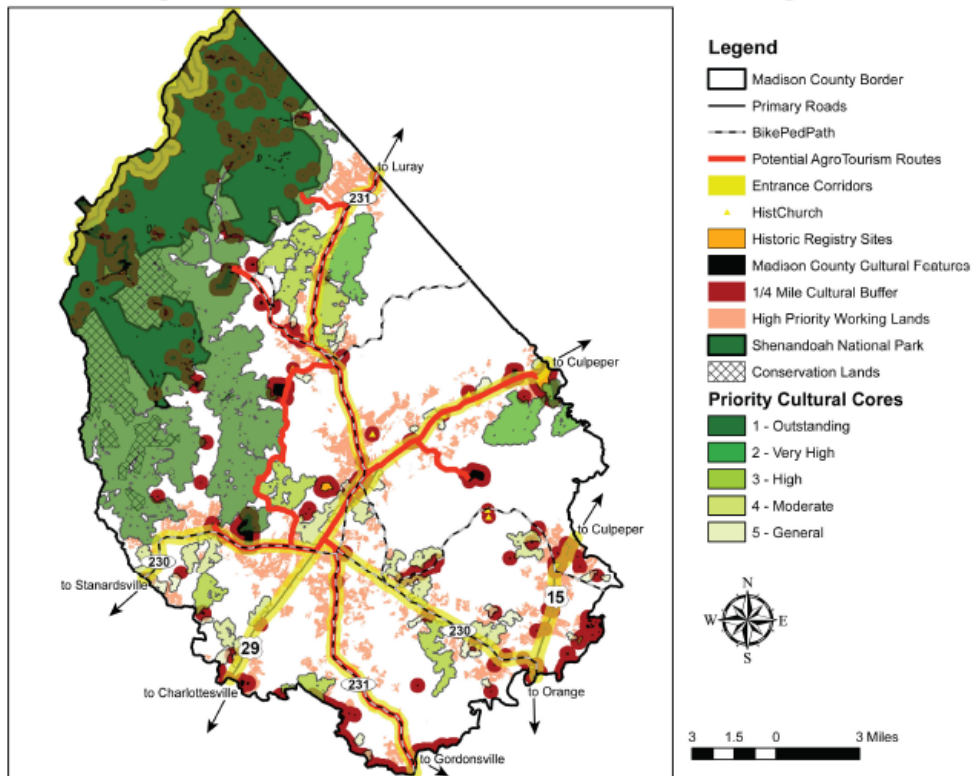 to Luray
231
to Culpeper
to Culpeper
230
to Stanardsville
15
29
230
to Charlottesville
231
to Orange
to Gordonsville
Legend
Madison County Border
Primary Roads
BikePedPath
Potential AgroTourism Routes
Entrance Corridors
HistChurch
Historic Registry Sites
Madison County Cultural Features
1/4 Mile Cultural Buffer
High Priority Working Lands
Shenandoah National Park
Conservation Lands
Priority Cultural Cores
1 - Outstanding
2 - Very High
3 - High
4 - Moderate
5 - General
N
W E
S
3 1.5 0 3 Miles